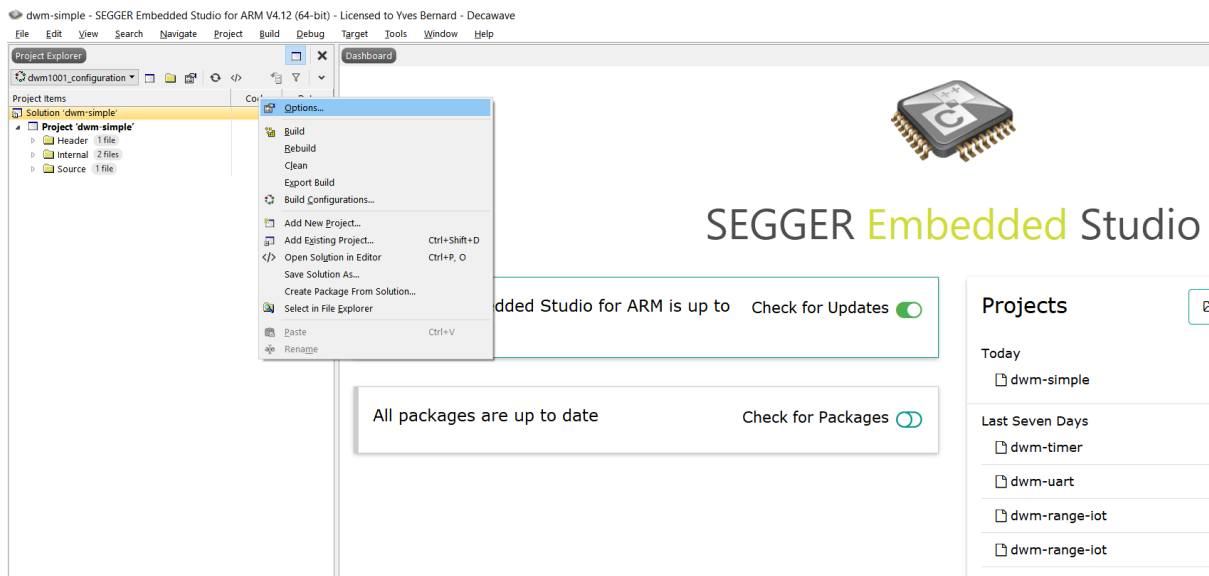 dwm-simple - SEGGER Embedded Studio for ARM V4.12 (64-bit) - Licensed to Yves Bernard - Decawave
File Edit View Search Navigate Project Build Debug Target Tools Window Help
Project Explorer
dwm1001_configuration
Project Items
Solution 'dwm-simple'
Project 'dwm-simple'
Header 1 file
Internal 2 files
Source 1 file
Options...
Build
Rebuild
Clean
Export Build
Build Configurations...
Add New Project...
Add Existing Project... Ctrl+Shift+D
Open Solution in Editor Ctrl+P, O
Save Solution As...
Create Package From Solution...
Select in File Explorer
Paste Ctrl+V
Rename
Dashboard
C
SEGGER Embedded Studio
dded Studio for ARM is up to
Check for Updates
All packages are up to date
Check for Packages
Projects
Today
dwm-simple
Last Seven Days
dwm-timer
dwm-uart
dwm-range-iot
dwm-range-iot